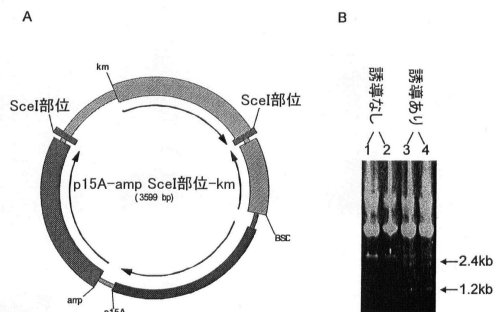 A
km
SceI部位
SceI部位
p15A-amp SceI部位-km
(3599 bp)
BSD
amp
p15A
B
誘導なし
誘導あり
1 2 3 4
←2.4kb
←1.2kb